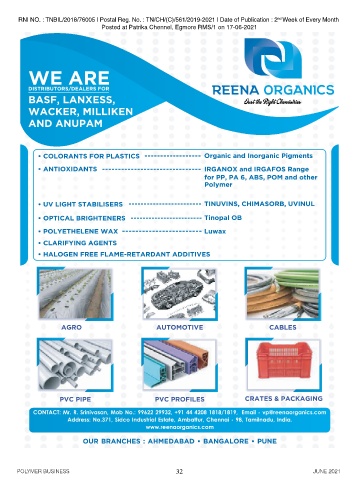 RNI NO. : TNBIL/2016/76005 I Postal Reg. No. : TN/CH/(C)/561/2019-2021 I Date of Publication : 2nd Week of Every Month
Posted at Patrika Channel, Egmore RMS/1 on 17-06-2021
WE ARE
DISTRIBUTORS/DEALERS FOR
BASF, LANXESS,
WACKER, MILLIKEN
AND ANUPAM
REENA ORGANICS
Just the Right Chemistree
• COLORANTS FOR PLASTICS ------------------- Organic and Inorganic Pigments
• ANTIOXIDANTS --------------------------------- IRGANOX and IRGAFOS Range
for PP, PA 6, ABS, POM and other
Polymer
• UV LIGHT STABILISERS ------------------------ TINUVINS, CHIMASORB, UVINUL
• OPTICAL BRIGHTENERS ------------------------ Tinopal OB
• POLYETHELENE WAX --------------------------- Luwax
• CLARIFYING AGENTS
• HALOGEN FREE FLAME-RETARDANT ADDITIVES
AGRO AUTOMOTIVE CABLES
PVC PIPE PVC PROFILES CRATES & PACKAGING
CONTACT: Mr. R. Srinivasan, Mob No.: 99622 29932, +91 44 4208 1818/1819, Email - vp@reenaorganics.com
Address: No.371, Sidco Industrial Estate, Ambattur, Chennai - 98, Tamilnadu, India.
www.reenaorganics.com
OUR BRANCHES : AHMEDABAD • BANGALORE • PUNE
POLYMER BUSINESS 32 JUNE 2021